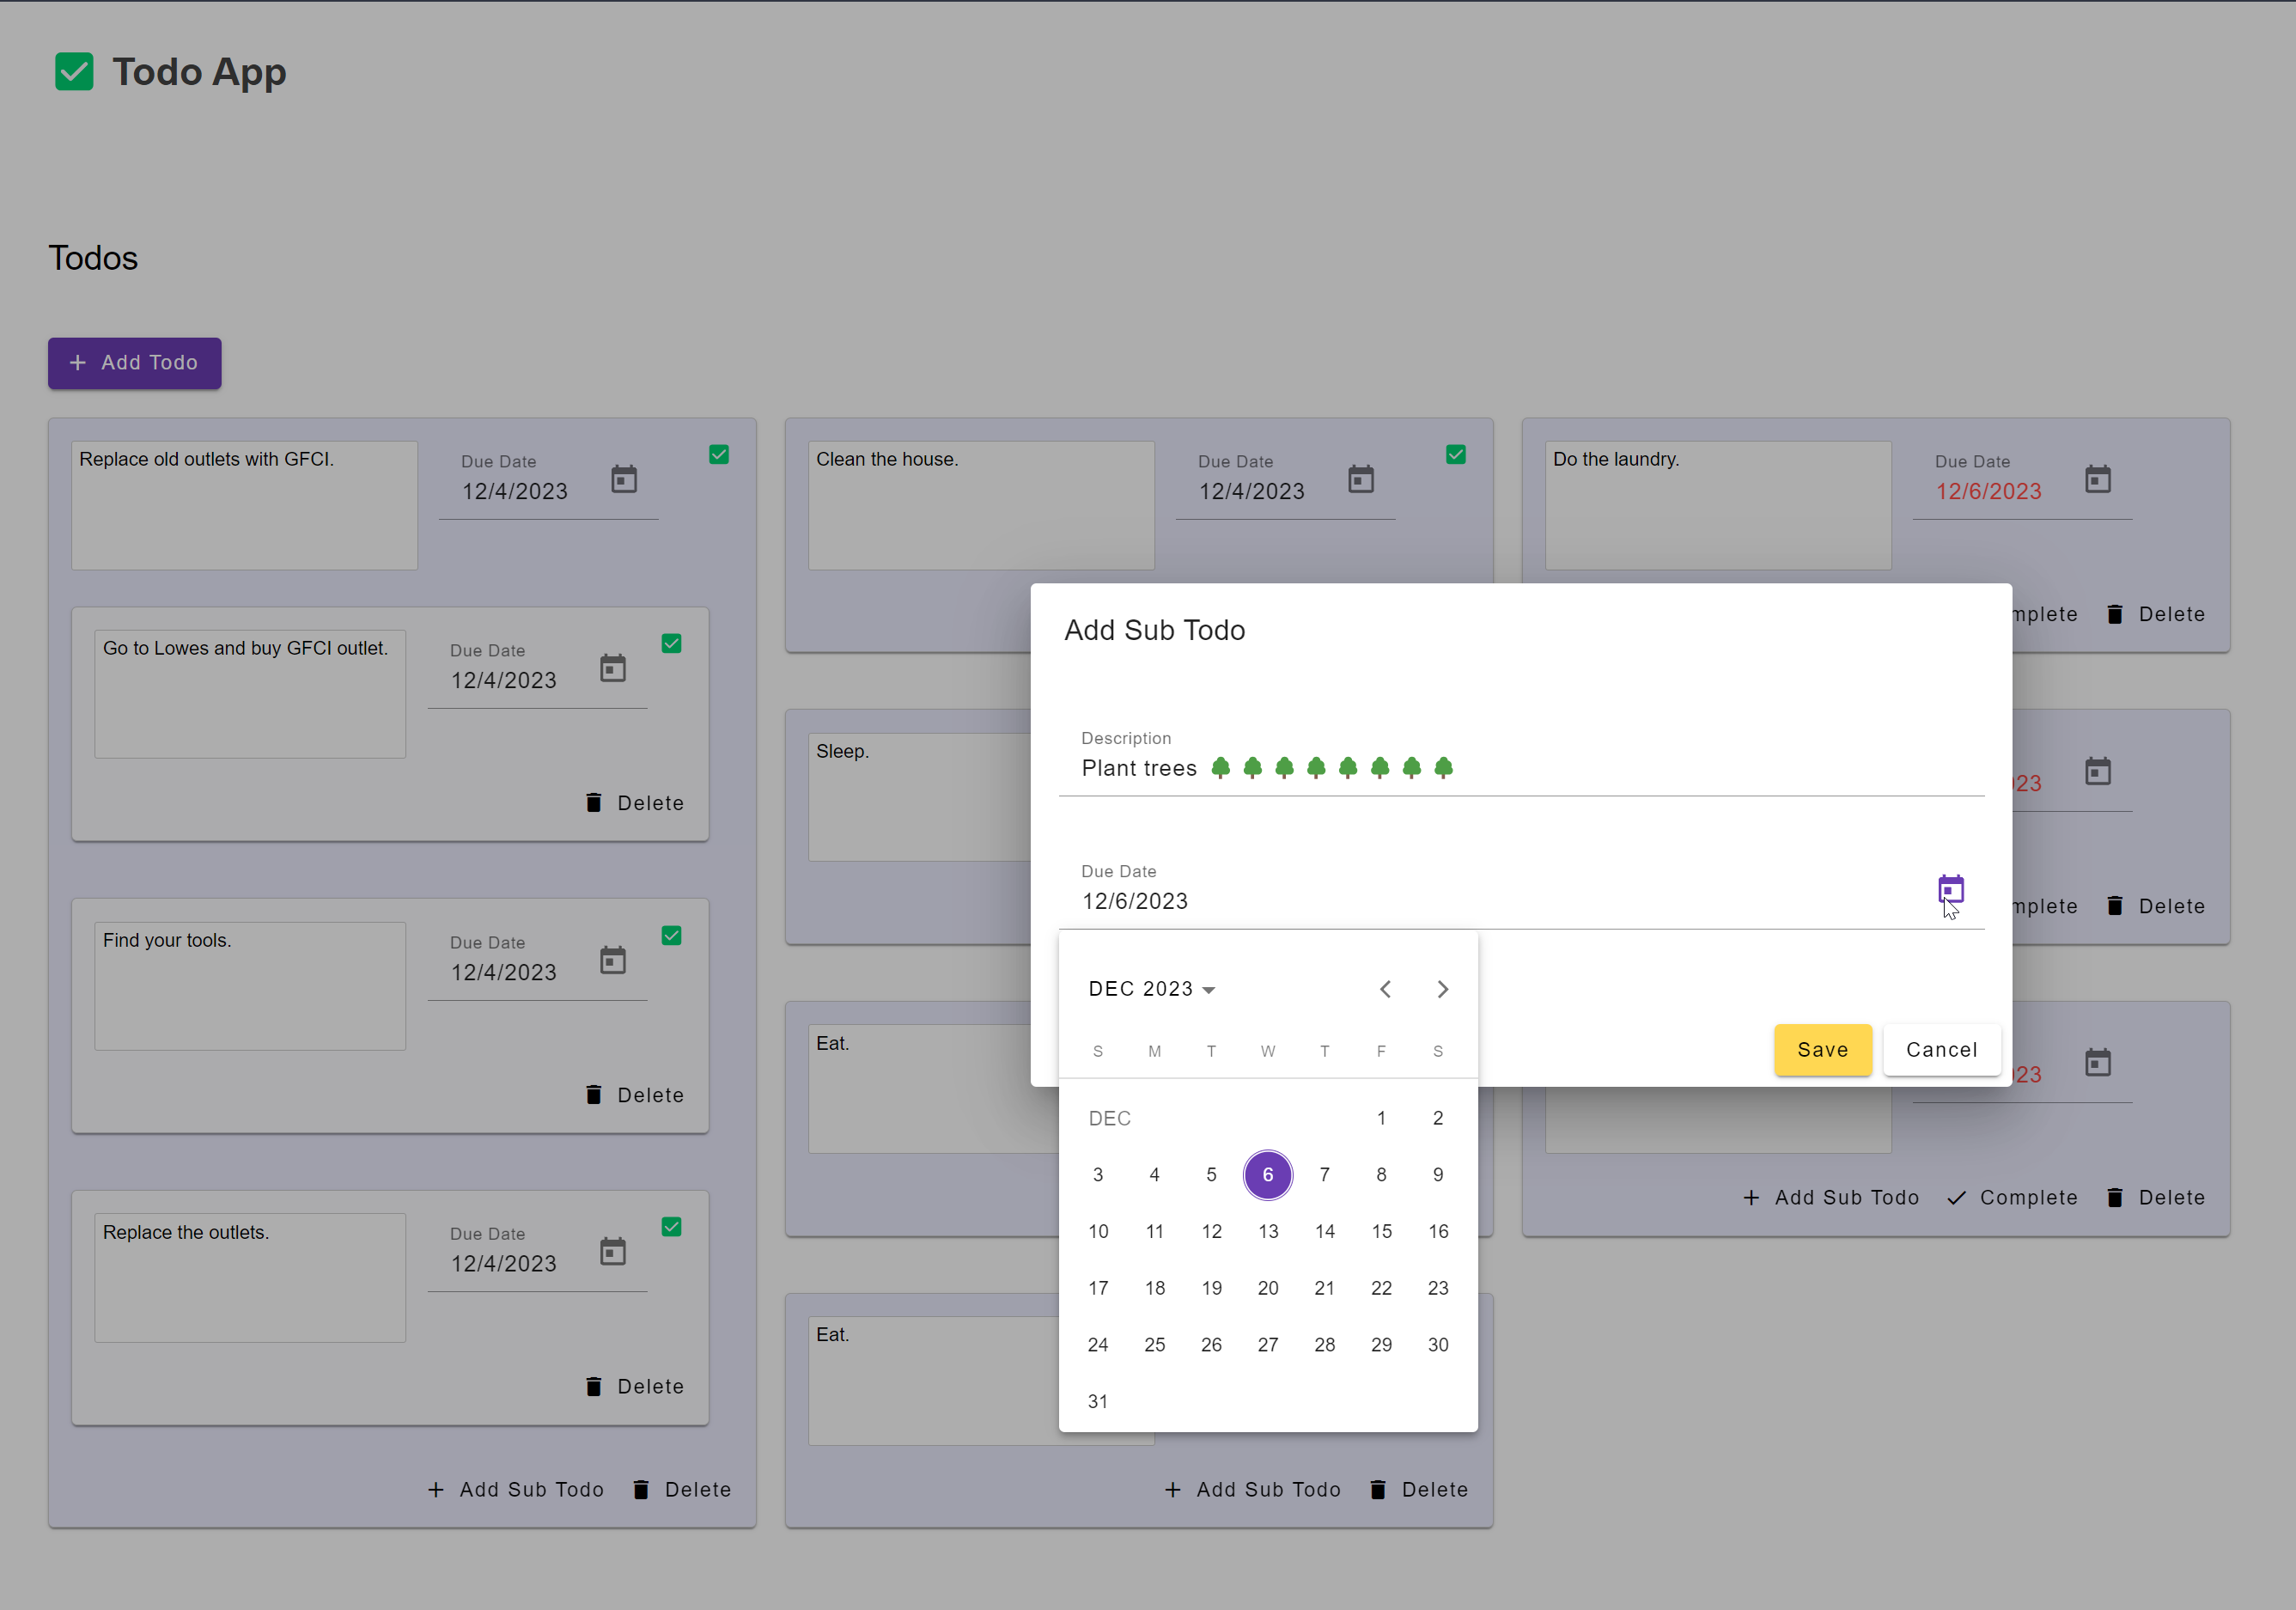 Todo App
Todos
+ Add Todo
Replace old outlets with GFCI.
Due Date
12/4/2023
Go to Lowes and buy GFCI outlet.
Due Date
12/4/2023
Delete
Find your tools.
Due Date
12/4/2023
Delete
Replace the outlets.
Due Date
12/4/2023
Delete
+ Add Sub Todo Delete
Clean the house.
Due Date
12/4/2023
Sleep.
Eat.
Eat.
+ Add Sub Todo Delete
Do the laundry.
Due Date
12/6/2023
Delete
Delete
+ Add Sub Todo Complete Delete
Add Sub Todo
Description
Plant trees 🌳 🌳 🌳 🌳 🌳 🌳 🌳 🌳
Due Date
12/6/2023
Save Cancel
DEC 2023
S M T W T F S
DEC 1 2
3 4 5 6 7 8 9
10 11 12 13 14 15 16
17 18 19 20 21 22 23
24 25 26 27 28 29 30
31